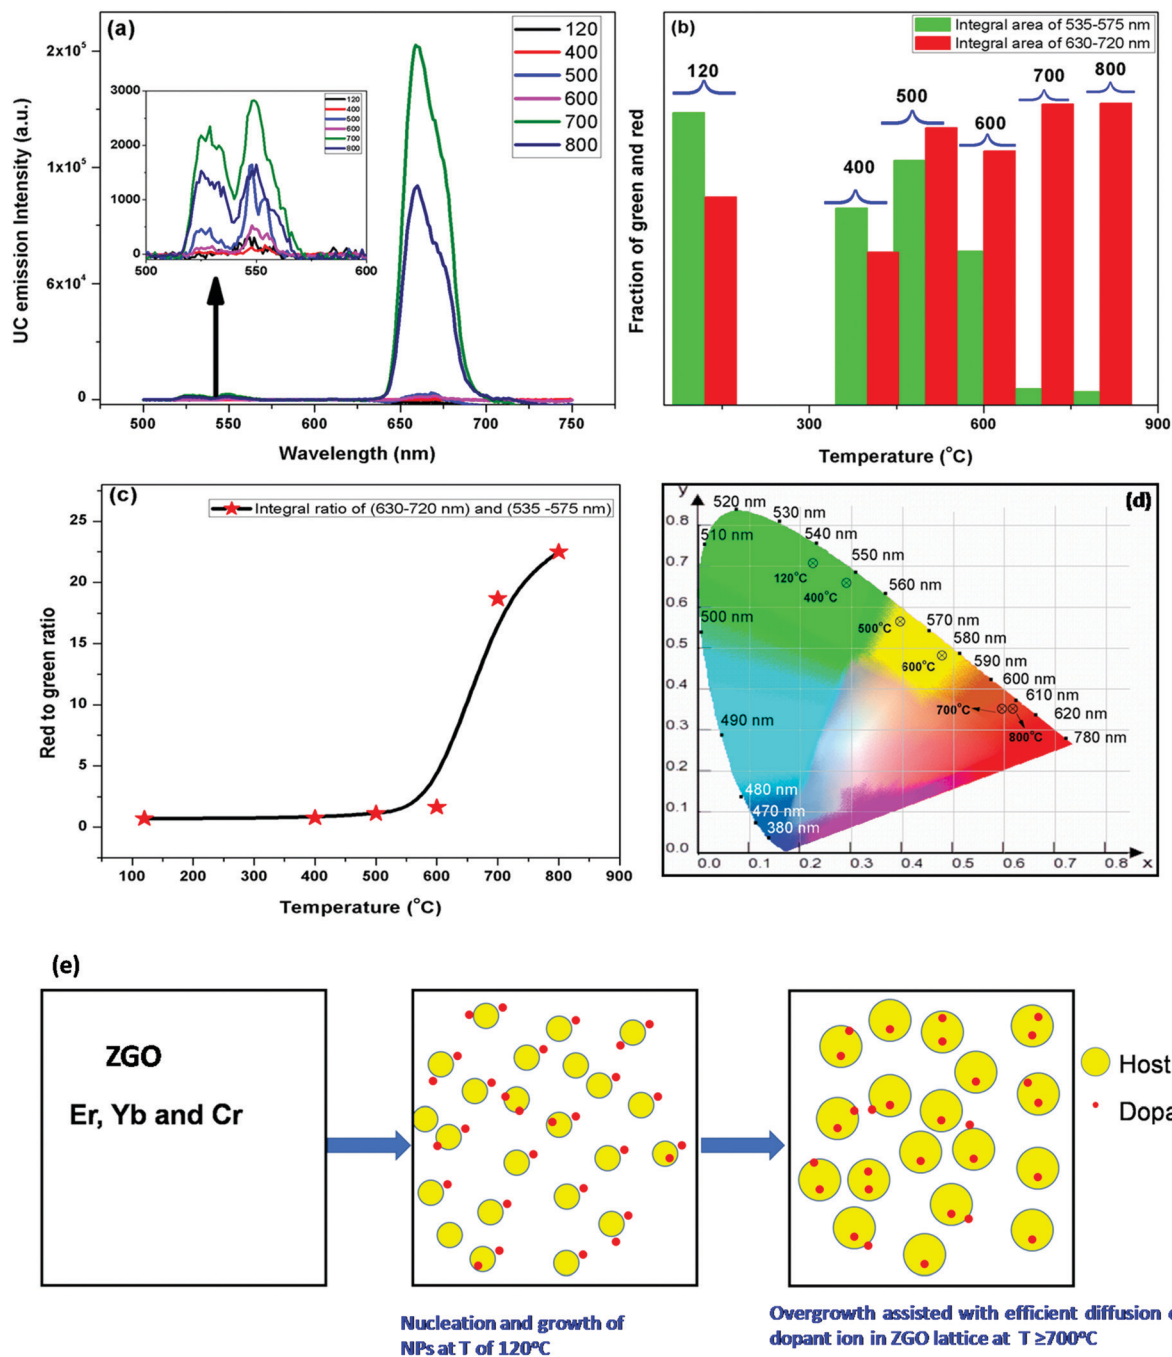 (a)
120
400
500
600
700
800
2x10⁵
1x10⁵
6x10⁴
0
UC emission Intensity (a.u.)
3000
2000
1000
0
500
550
600
120
400
500
600
700
800
500
550
600
650
700
750
Wavelength (nm)
(b)
Integral area of 535-575 nm
Integral area of 630-720 nm
120
400
500
600
700
800
Fraction of green and red
300
600
900
Temperature (°C)
(c)
Integral ratio of (630-720 nm) and (535 -575 nm)
25
20
15
10
5
0
Red to green ratio
100
200
300
400
500
600
700
800
900
Temperature (°C)
(d)
y
0.8
0.7
0.6
0.5
0.4
0.3
0.2
0.1
0.0
520 nm
530 nm
510 nm
540 nm
550 nm
560 nm
500 nm
570 nm
580 nm
590 nm
600 nm
610 nm
620 nm
780 nm
490 nm
480 nm
470 nm
380 nm
120°C
400°C
500°C
600°C
700°C
800°C
0.0
0.1
0.2
0.3
0.4
0.5
0.6
0.7
0.8
x
(e)
ZGO
Er, Yb and Cr
Host
Dopa
Nucleation and growth of
NPs at T of 120ºC
Overgrowth assisted with efficient diffusion
dopant ion in ZGO lattice at T ≥700ºC